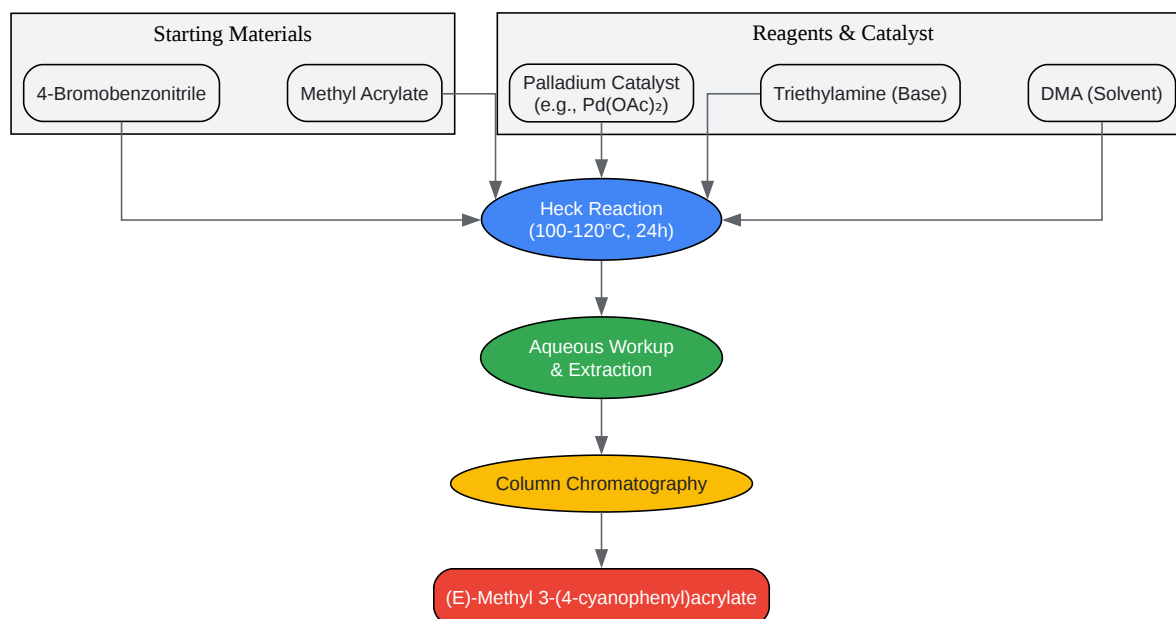 Starting Materials
Reagents & Catalyst
4-Bromobenzonitrile
Methyl Acrylate
Palladium Catalyst
(e.g., Pd(OAc)₂)
Triethylamine (Base)
DMA (Solvent)
Heck Reaction
(100-120°C, 24h)
Aqueous Workup
& Extraction
Column Chromatography
(E)-Methyl 3-(4-cyanophenyl)acrylate